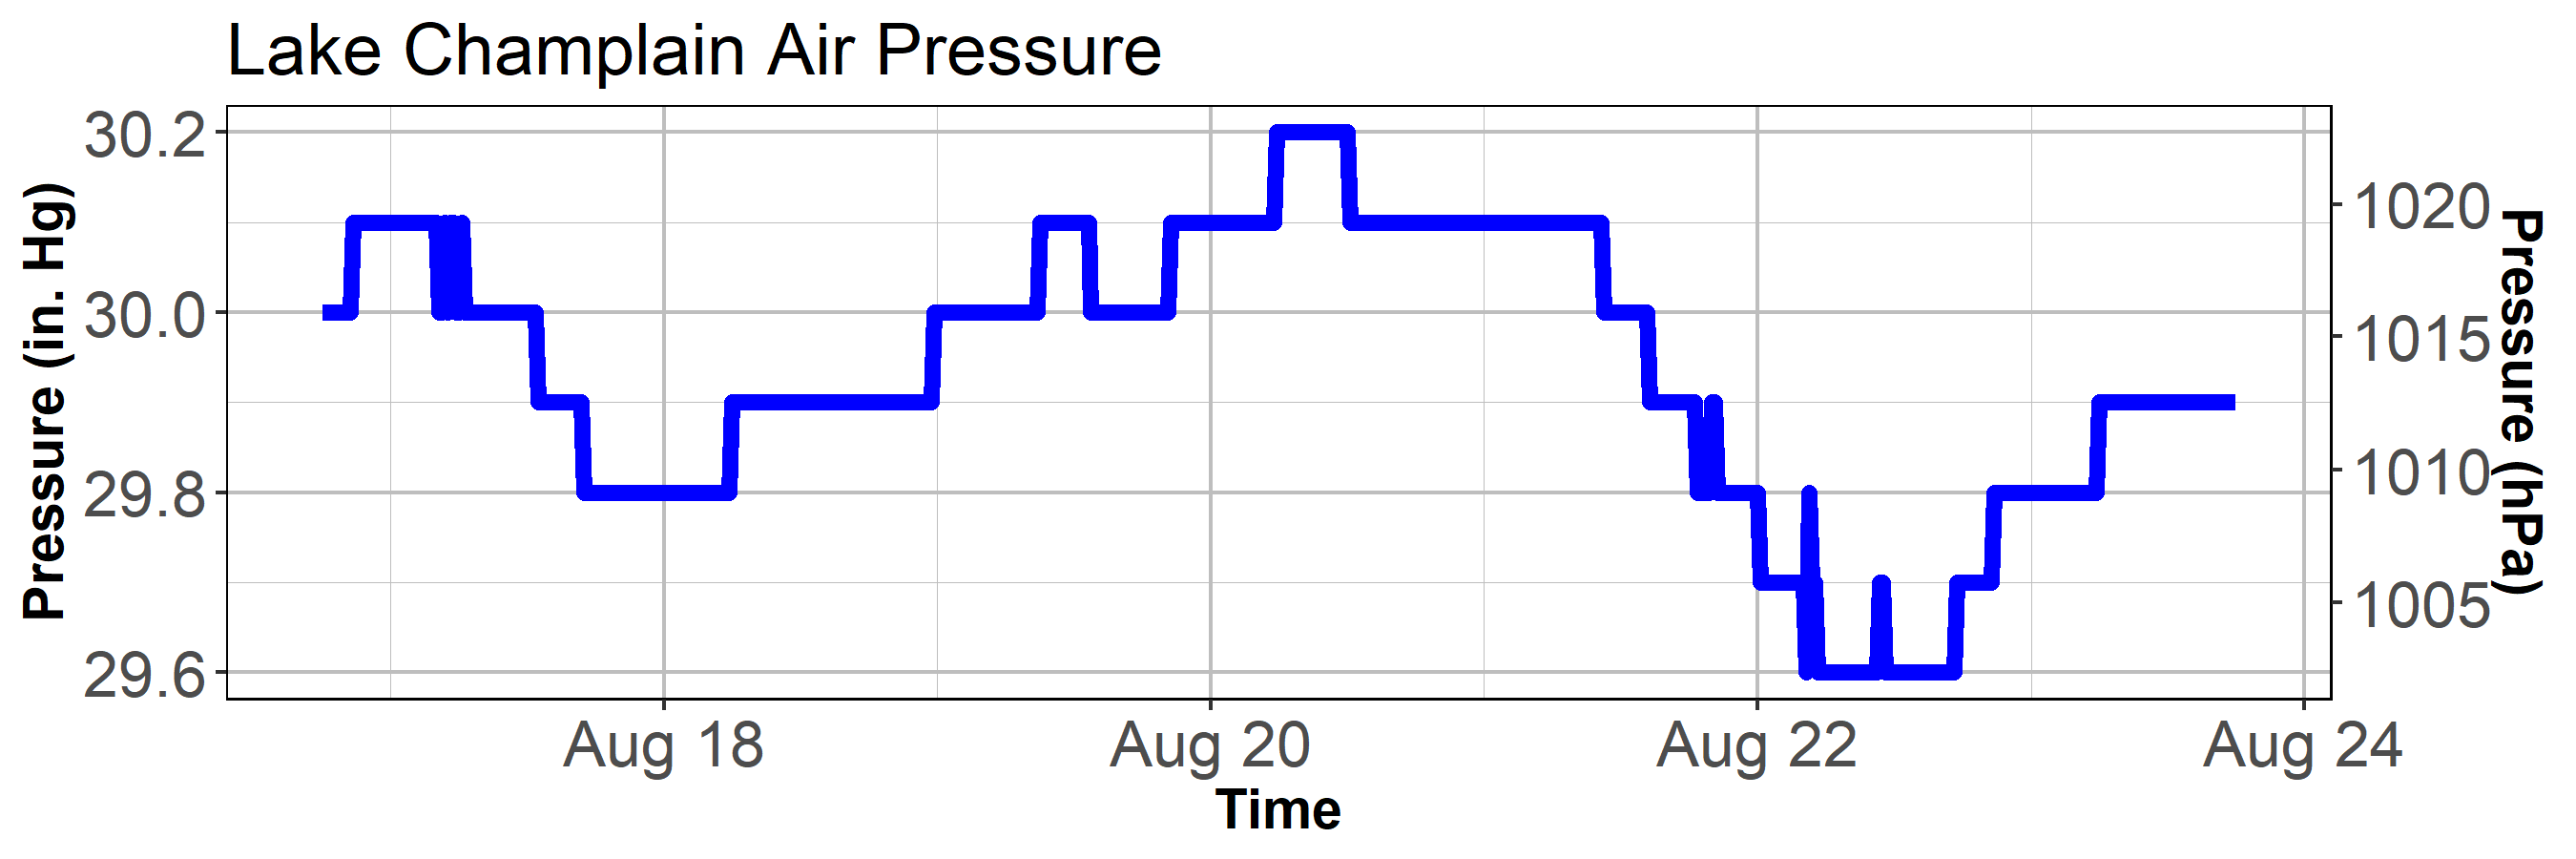 Lake Champlain Air Pressure
30.2
30.0
29.8
29.6
Pressure (in. Hg)
1020
1015
1010
1005
Pressure (hPa)
Aug 18
Aug 20
Aug 22
Aug 24
Time